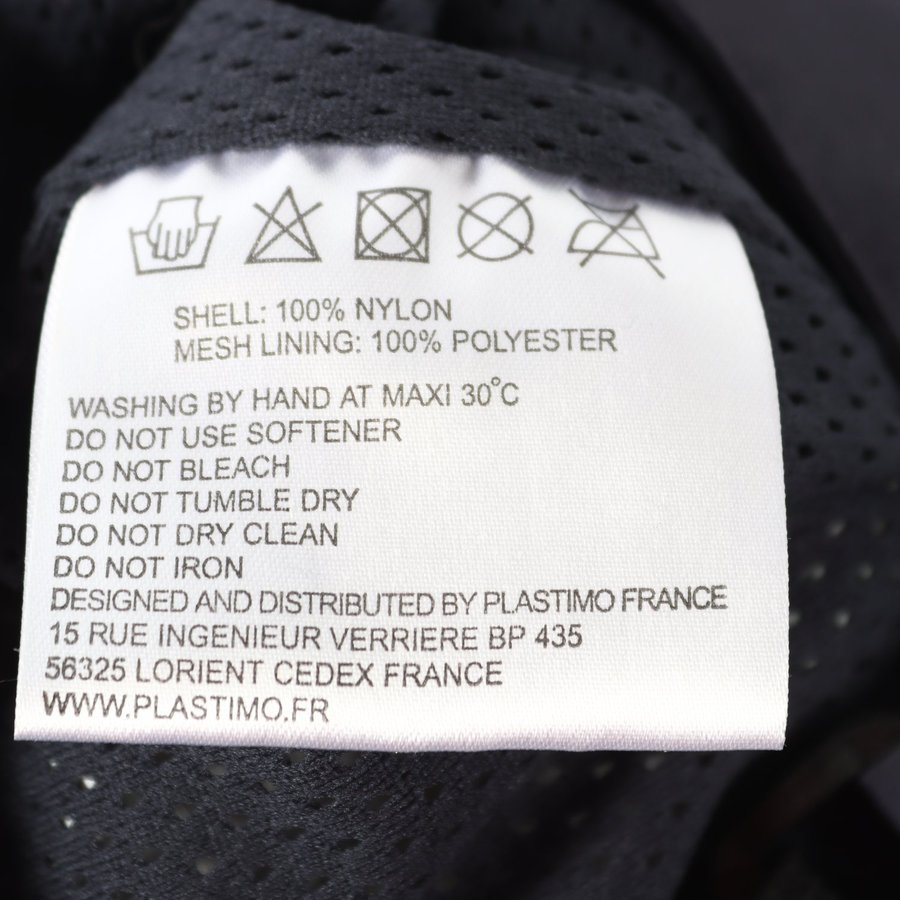 SHELL: 100% NYLON
MESH LINING: 100% POLYESTER
WASHING BY HAND AT MAXI 30°C
DO NOT USE SOFTENER
DO NOT BLEACH
DO NOT TUMBLE DRY
DO NOT DRY CLEAN
DO NOT IRON
DESIGNED AND DISTRIBUTED BY PLASTIMO FRANCE
15 RUE INGENIEUR VERRIERE BP 435
56325 LORIENT CEDEX FRANCE
WWW.PLASTIMO.FR